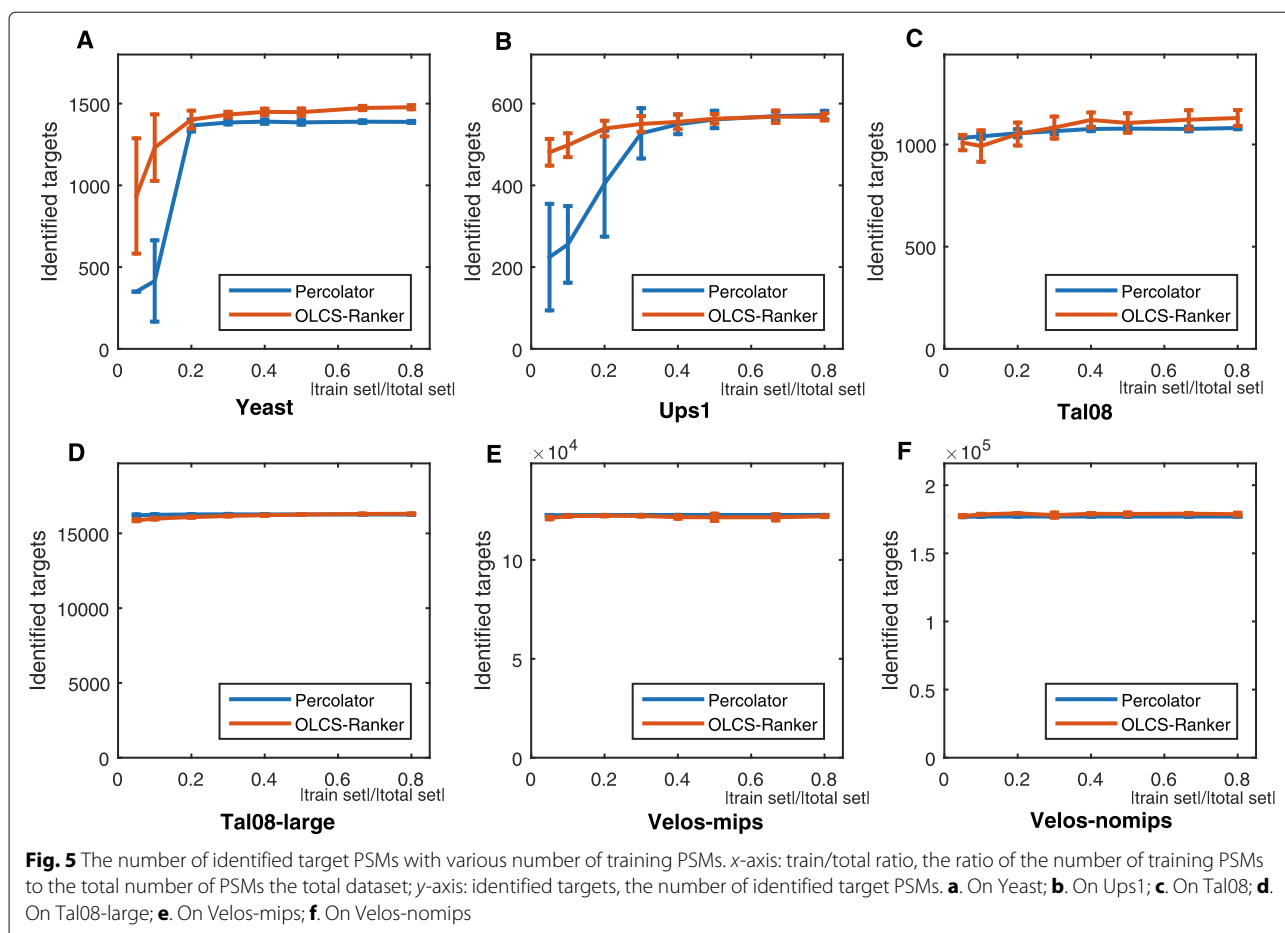 A
Identified targets
1500
1000
500
0
0 0.2 0.4 0.6 0.8
|train set|/|total set|
Percolator
OLCS-Ranker
Yeast
B
Identified targets
600
400
200
0
0 0.2 0.4 0.6 0.8
|train set|/|total set|
Percolator
OLCS-Ranker
Ups1
C
Identified targets
1000
500
0
0 0.2 0.4 0.6 0.8
|train set|/|total set|
Percolator
OLCS-Ranker
Tal08
D
Identified targets
15000
10000
5000
0
0 0.2 0.4 0.6 0.8
|train set|/|total set|
Percolator
OLCS-Ranker
Tal08-large
E
×10⁴
Identified targets
10
5
0
0 0.2 0.4 0.6 0.8
|train set|/|total set|
Percolator
OLCS-Ranker
Velos-mips
F
×10⁵
Identified targets
2
1.5
1
0.5
0
0 0.2 0.4 0.6 0.8
|train set|/|total set|
Percolator
OLCS-Ranker
Velos-nomips
Fig. 5 The number of identified target PSMs with various number of training PSMs. x-axis: train/total ratio, the ratio of the number of training PSMs
to the total number of PSMs the total dataset; y-axis: identified targets, the number of identified target PSMs. a. On Yeast; b. On Ups1; c. On Tal08; d.
On Tal08-large; e. On Velos-mips; f. On Velos-nomips